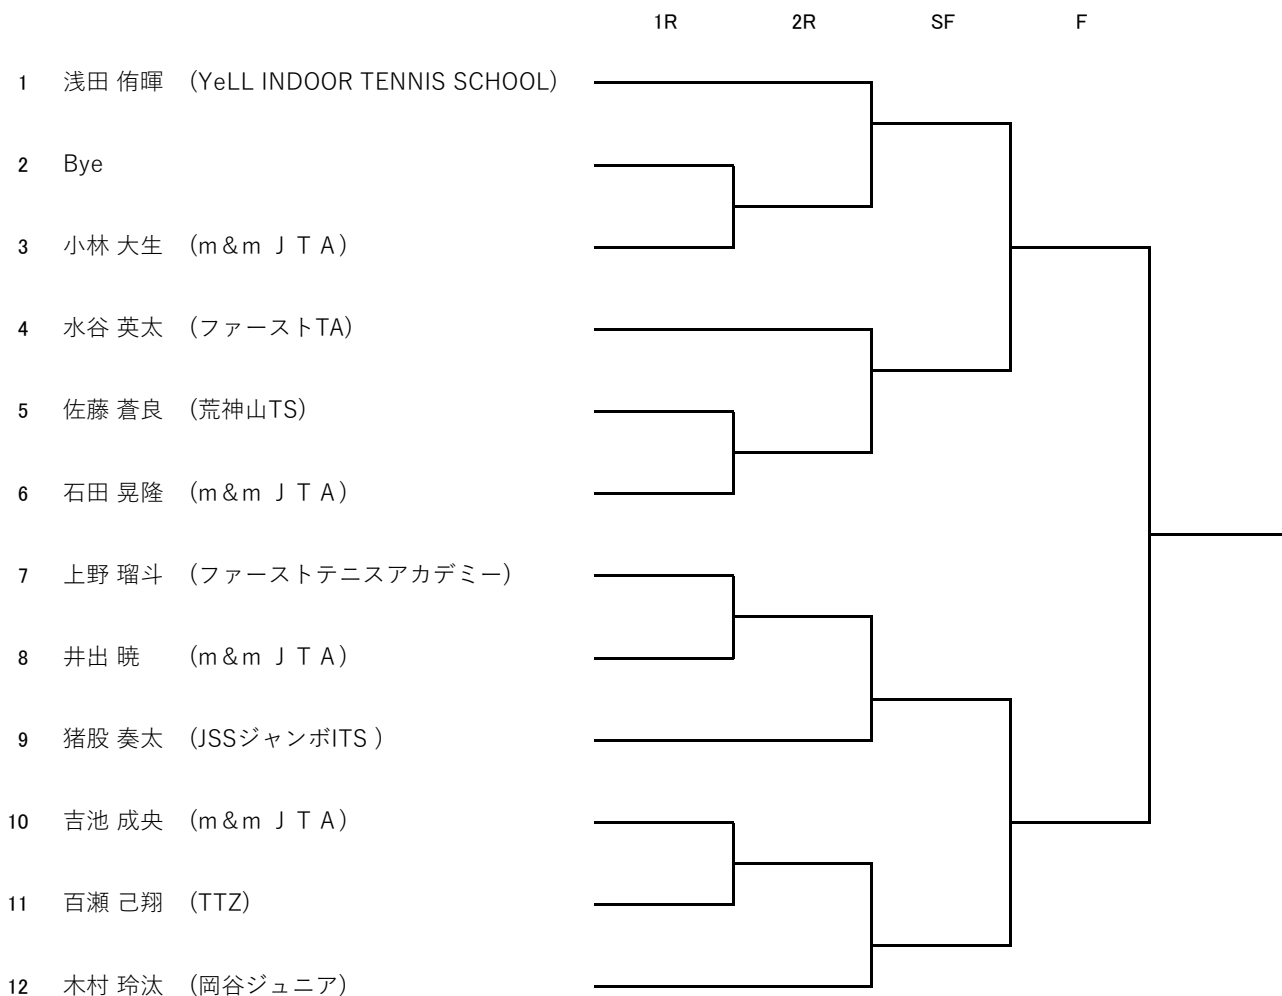 1R 2R SF F
1 浅田 侑暉 (YeLL INDOOR TENNIS SCHOOL)
2 Bye
3 小林 大生 (m&m ＪＴＡ)
4 水谷 英太 (ファーストTA)
5 佐藤 蒼良 (荒神山TS)
6 石田 晃隆 (m&m ＪＴＡ)
7 上野 瑠斗 (ファーストテニスアカデミー)
8 井出 暁 (m&m ＪＴＡ)
9 猪股 奏太 (JSSジャンボITS )
10 吉池 成央 (m&m ＪＴＡ)
11 百瀬 己翔 (TTZ)
12 木村 玲汰 (岡谷ジュニア)